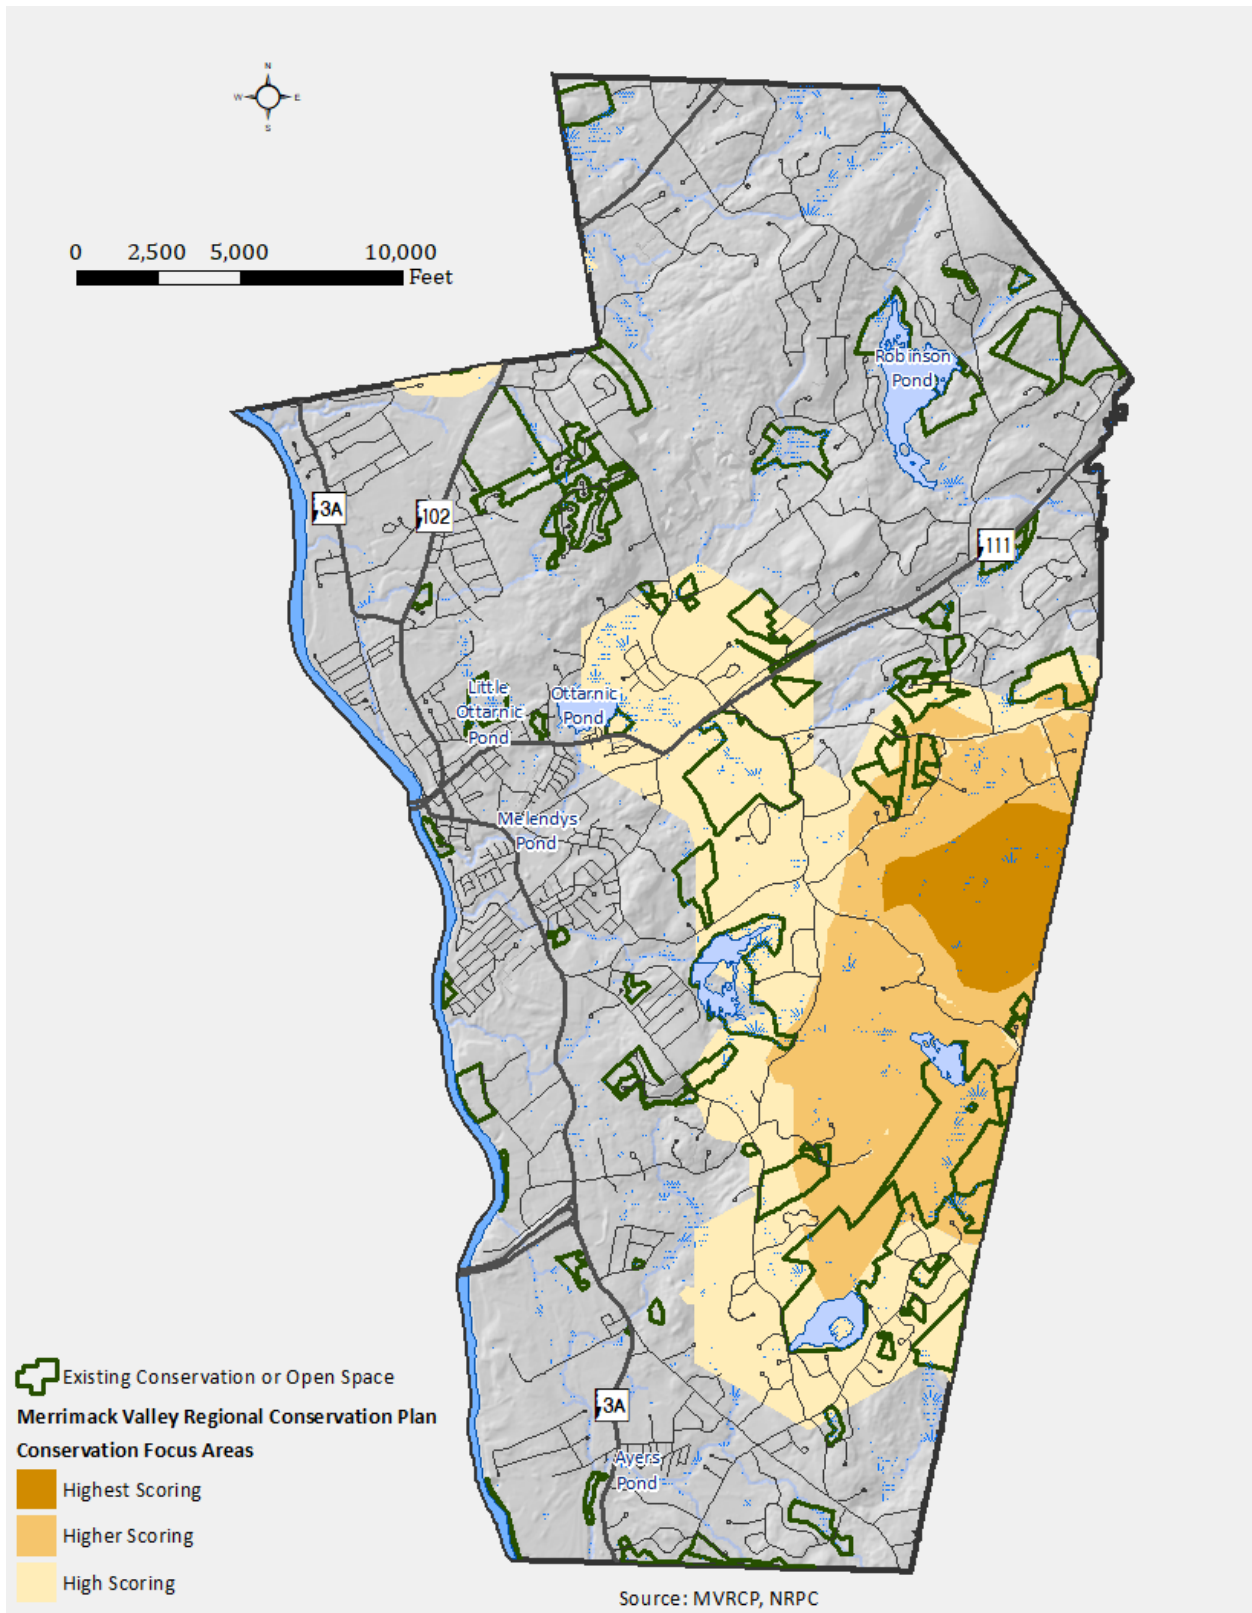 N
W E
S
0 2,500 5,000 10,000
Feet
Robinson
Pond
3A
102
111
Little
Ottarnic
Pond
Ottarnic
Pond
Melendys
Pond
3A
Ayers
Pond
Existing Conservation or Open Space
Merrimack Valley Regional Conservation Plan
Conservation Focus Areas
Highest Scoring
Higher Scoring
High Scoring
Source: MVRCP, NRPC